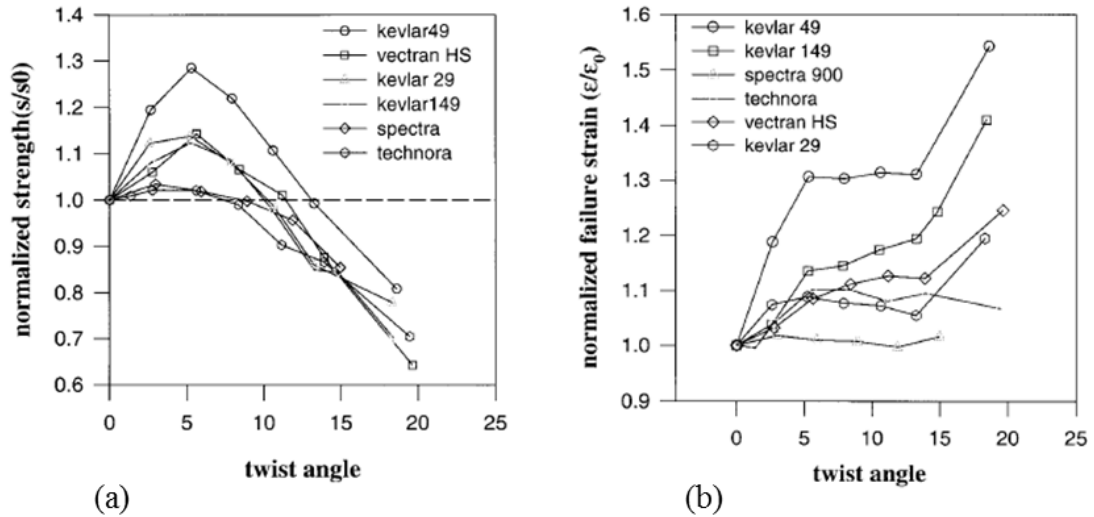 normalized strength(s/s0)
1.4
1.3
1.2
1.1
1.0
0.9
0.8
0.7
0.6
kevlar49
vectran HS
kevlar 29
kevlar149
spectra
technora
0 5 10 15 20 25
twist angle
(a)
normalized failure strain (ε/ε0)
1.6
1.5
1.4
1.3
1.2
1.1
1.0
0.9
kevlar 49
kevlar 149
spectra 900
technora
vectran HS
kevlar 29
0 5 10 15 20 25
twist angle
(b)